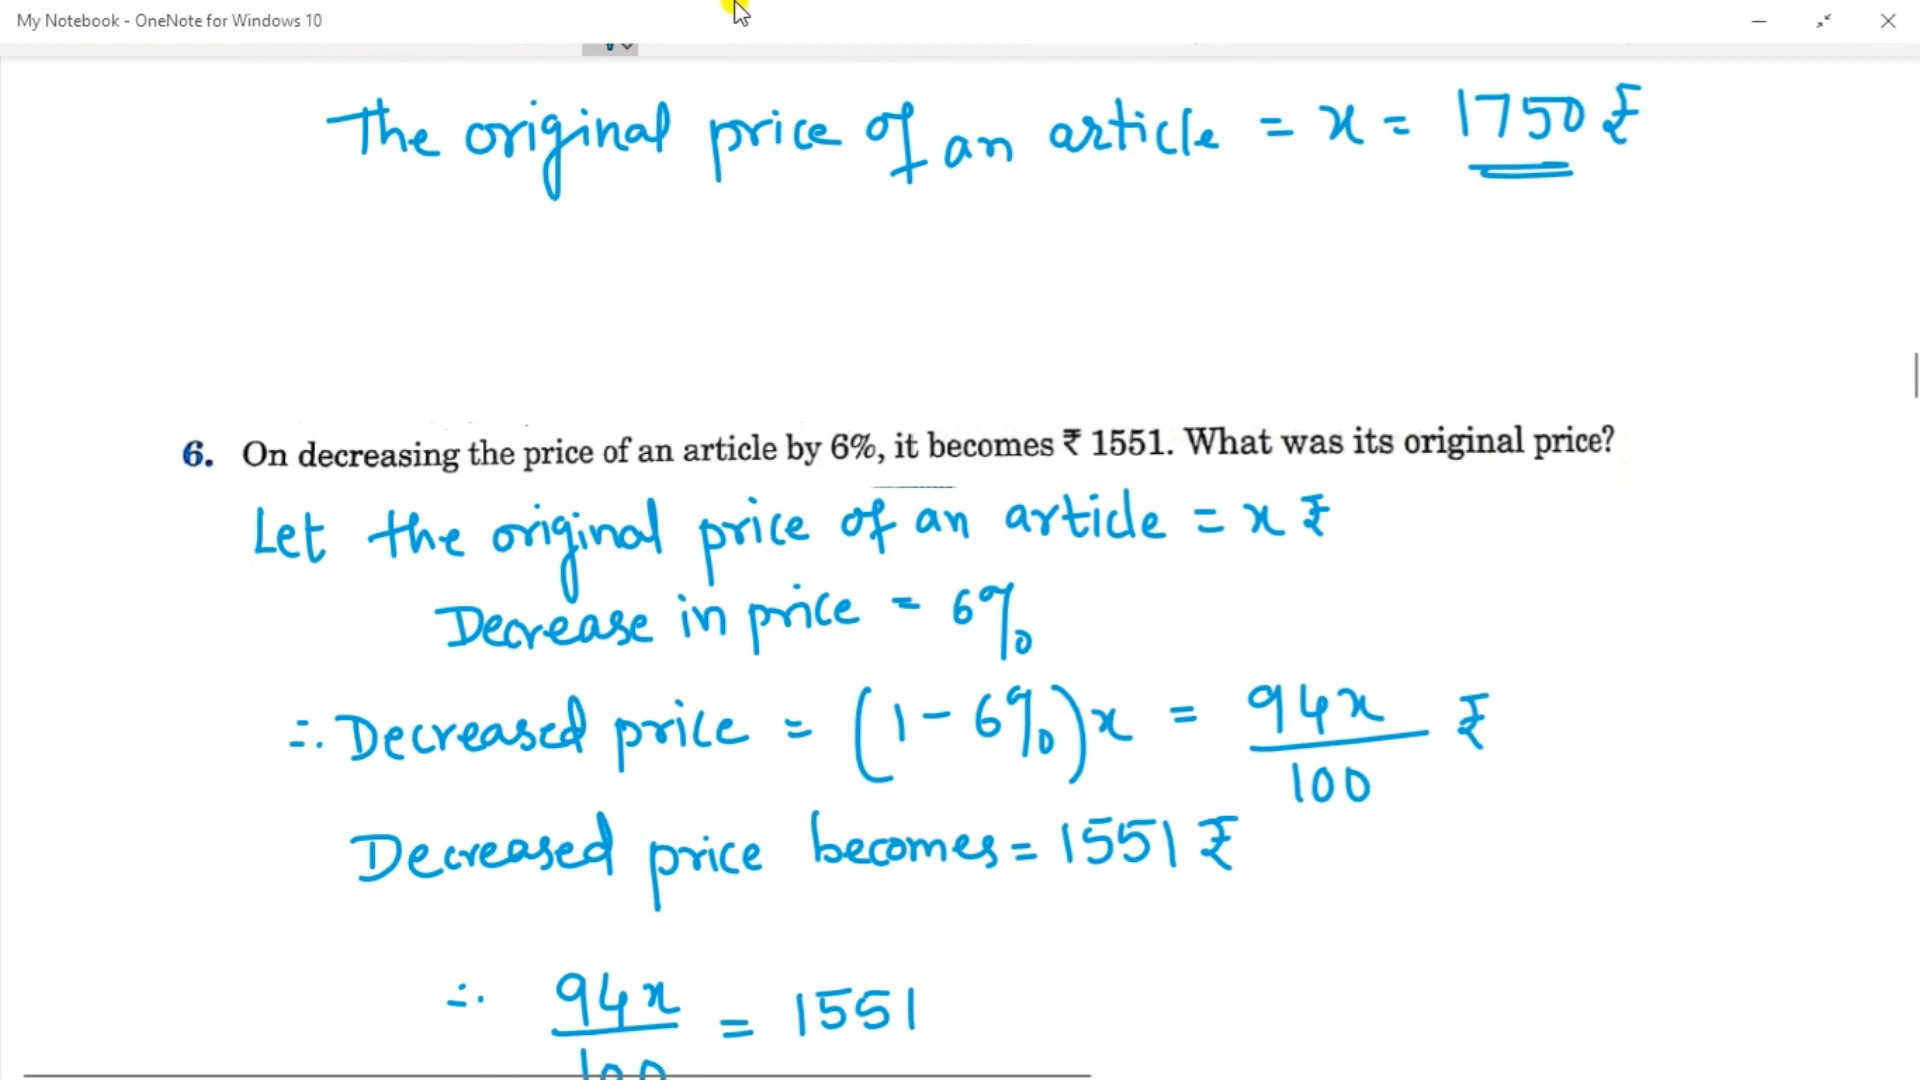 My Notebook - OneNote for Windows 10
The original price of an article = x = 1750 ₹
6. On decreasing the price of an article by 6%, it becomes ₹ 1551. What was its original price?
Let the original price of an article = x ₹
Decrease in price = 6%
∴ Decreased price = (1 - 6%)x = 94x/100 ₹
Decreased price becomes = 1551 ₹
∴ 94x/100 = 1551